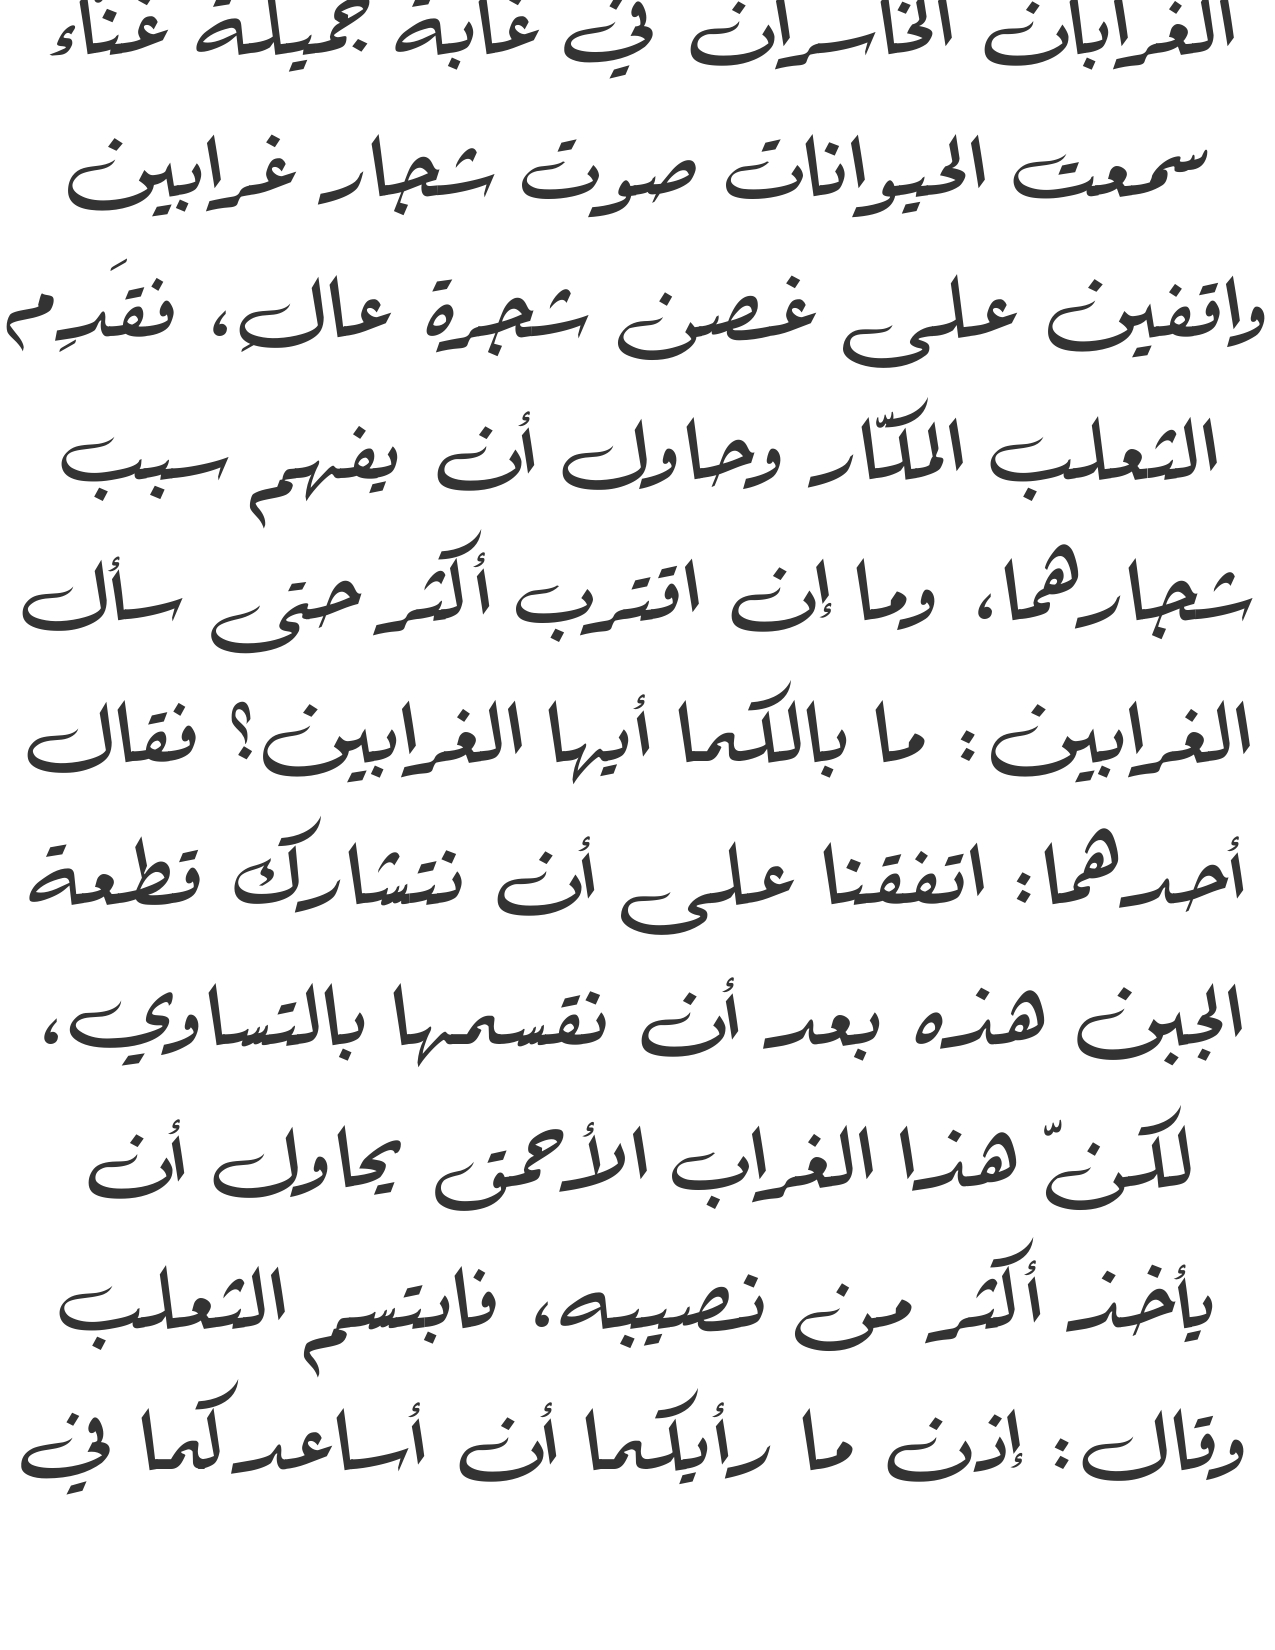 الغرابان الخاسران في غابة جميلة غنّاء
سمعت الحيوانات صوت شجار غرابين
واقفين على غصن شجرة عالٍ، فقَدِم
الثعلب المكّار وحاول أن يفهم سبب
شجارهما، وما إن اقترب أكثر حتى سأل
الغرابين: ما بالكما أيها الغرابين؟ فقال
أحدهما: اتفقنا على أن نتشارك قطعة
الجبن هذه بعد أن نقسمها بالتساوي،
لكنّ هذا الغراب الأحمق يحاول أن
يأخذ أكثر من نصيبه، فابتسم الثعلب
وقال: إذن ما رأيكما أن أساعدكما في